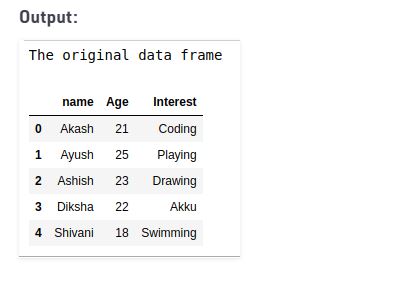 Output:
The original data frame
name Age Interest
0 Akash 21 Coding
1 Ayush 25 Playing
2 Ashish 23 Drawing
3 Diksha 22 Akku
4 Shivani 18 Swimming